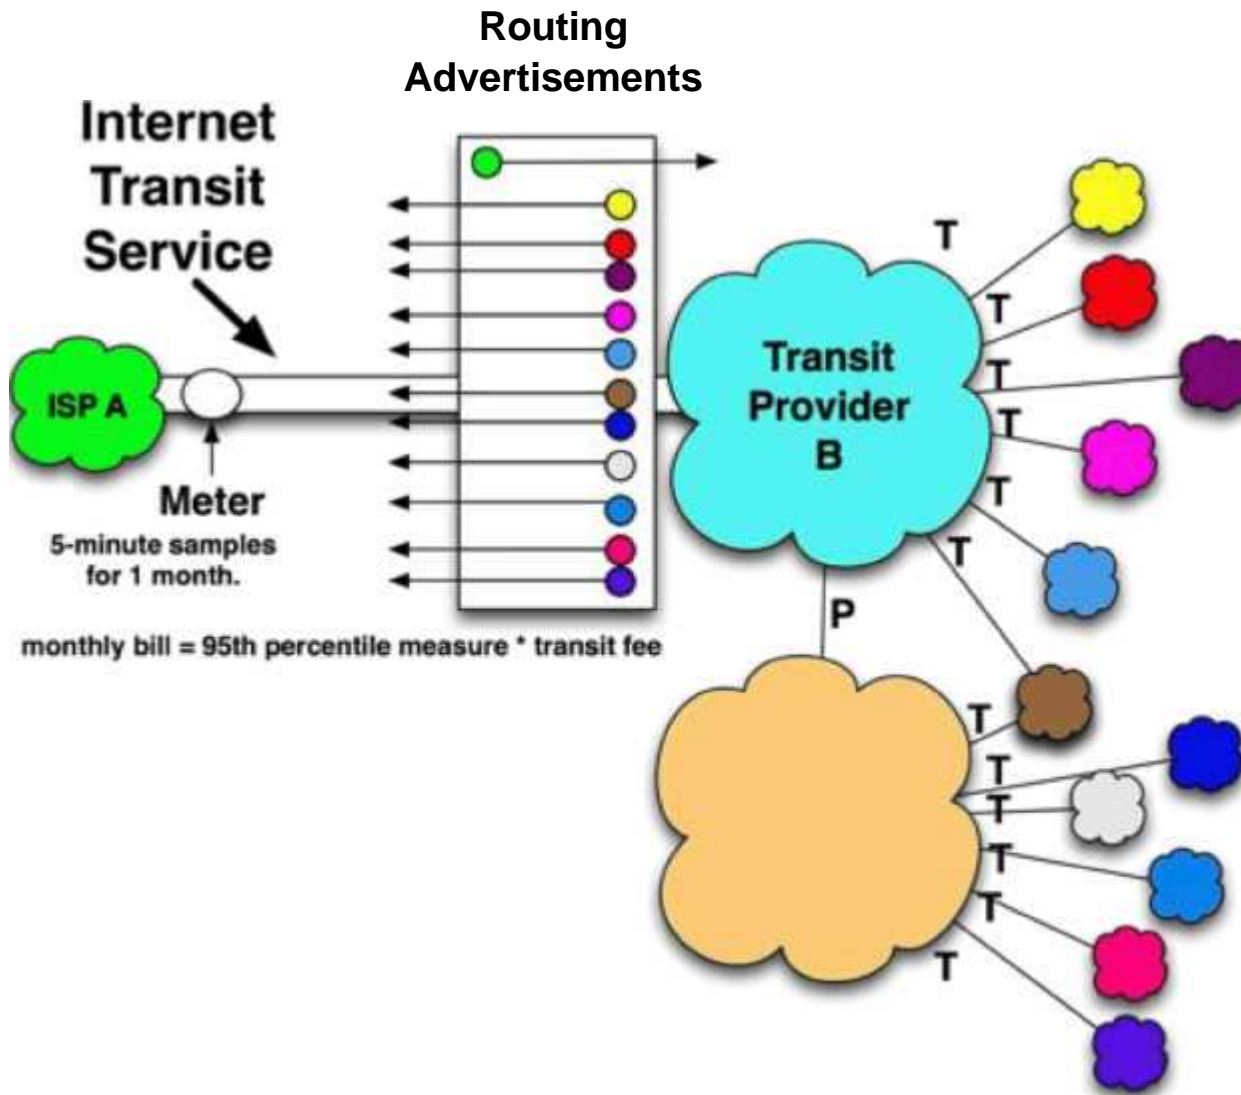 Routing
Advertisements
Internet
Transit
Service
ISP A
Meter
5-minute samples
for 1 month.
monthly bill = 95th percentile measure * transit fee
Transit
Provider
B
T
T
T
T
T
T
P
T
T
T
T
T
T